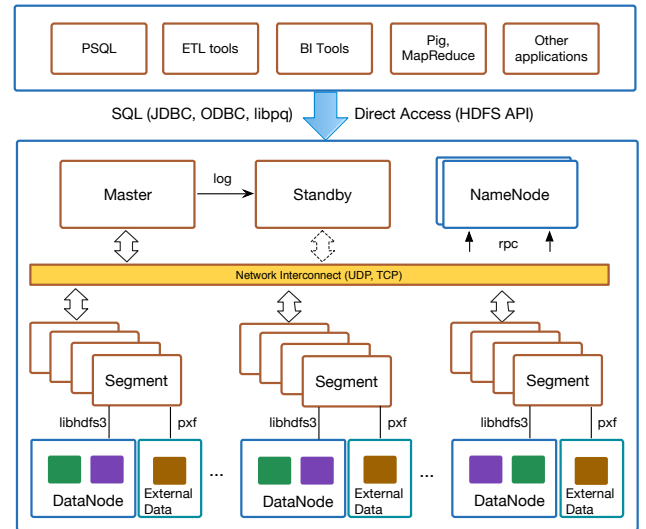 PSQL
ETL tools
BI Tools
Pig,
MapReduce
Other
applications
SQL (JDBC, ODBC, libpq)
Direct Access (HDFS API)
Master
log
Standby
NameNode
rpc
Network Interconnect (UDP, TCP)
Segment
Segment
Segment
libhdfs3
pxf
libhdfs3
pxf
libhdfs3
pxf
DataNode
External
Data
...
DataNode
External
Data
...
DataNode
External
Data